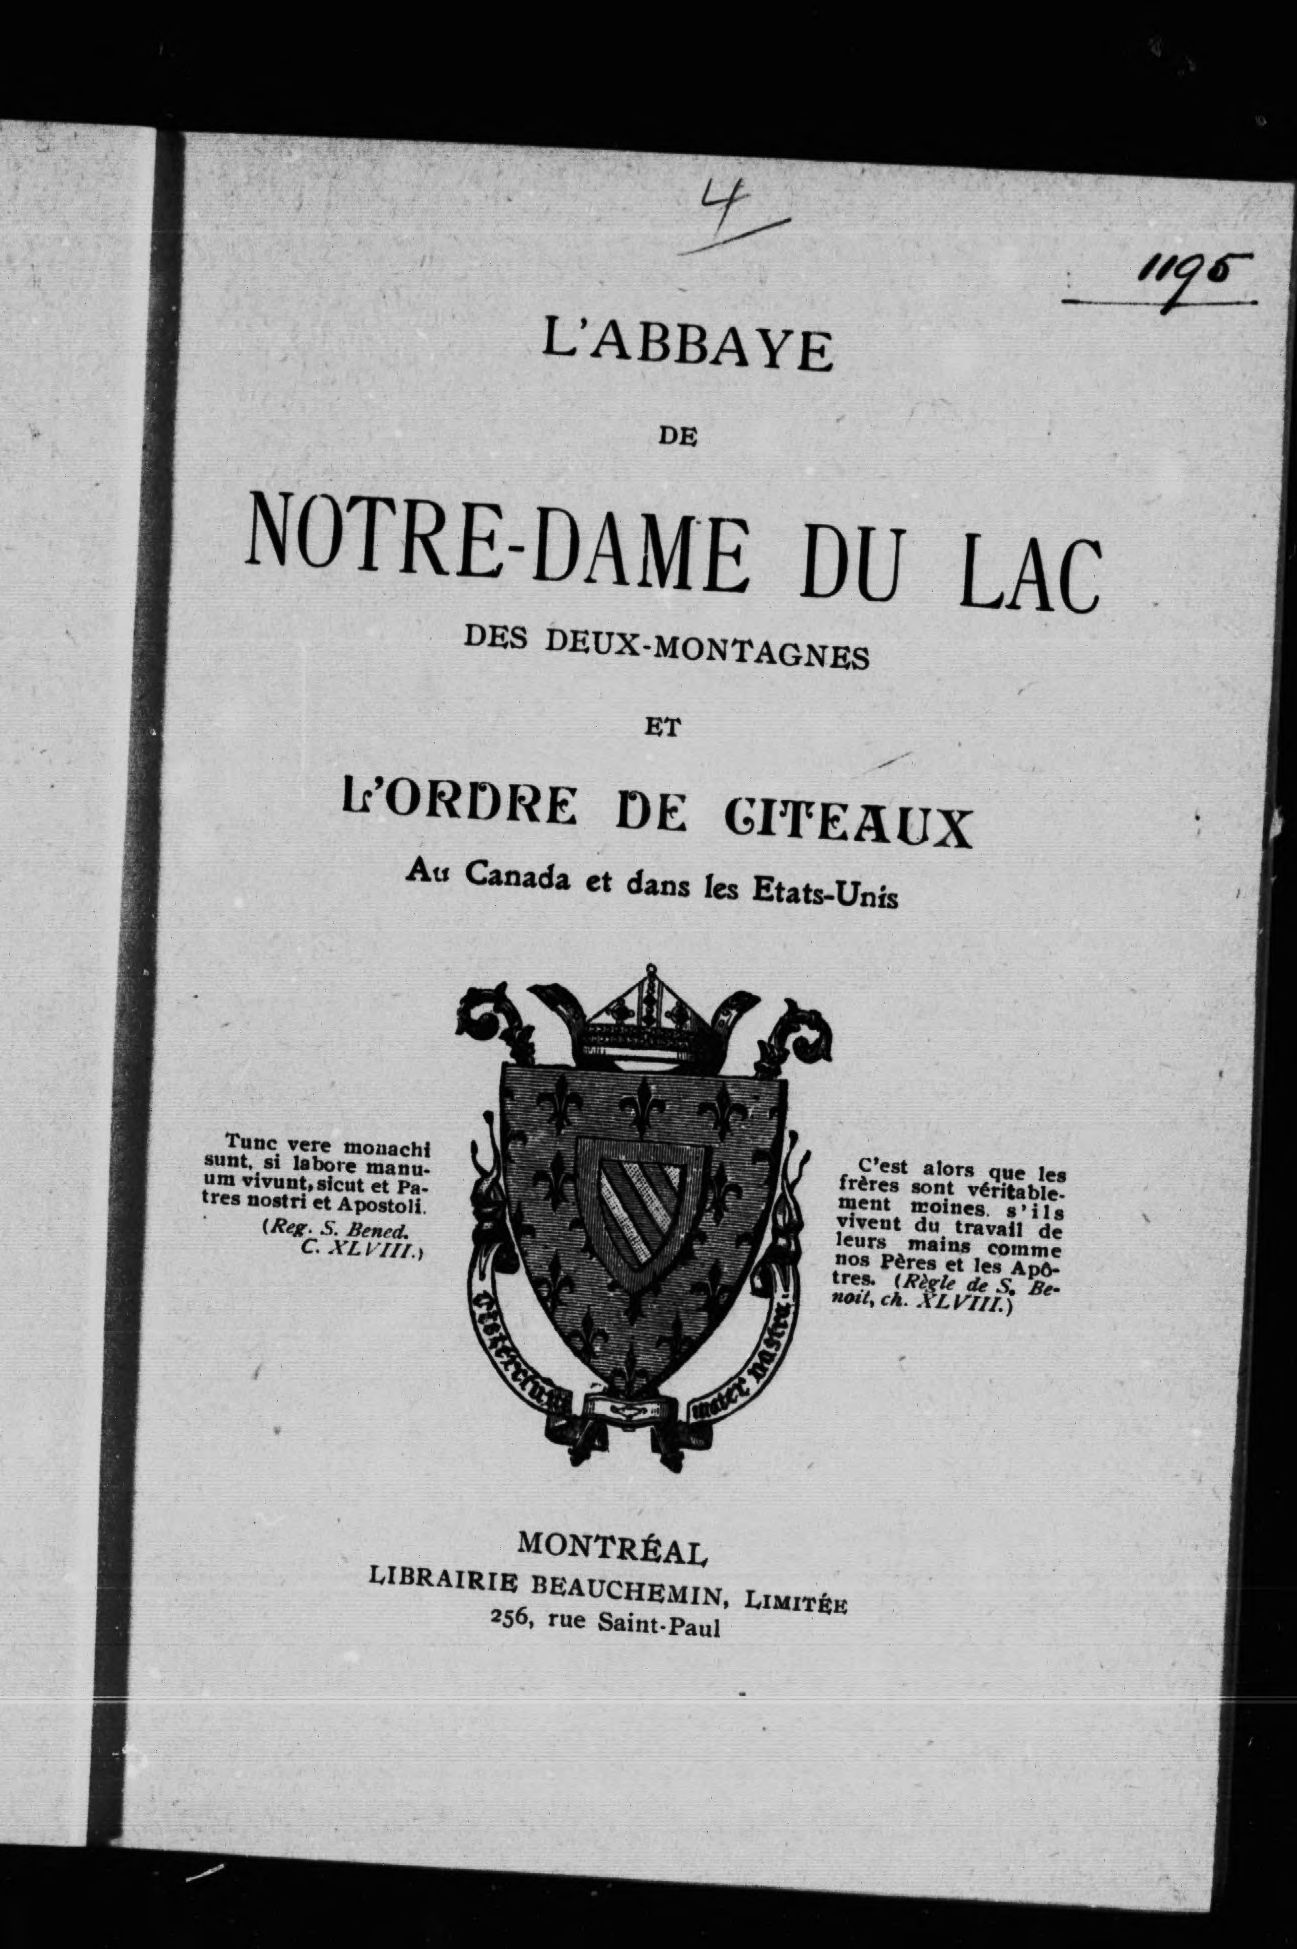 4
1195
L'ABBAYE
DE
NOTRE-DAME DU LAC
DES DEUX-MONTAGNES
ET
L'ORDRE DE CITEAUX
Au Canada et dans les Etats-Unis
Tunc vere monachi
sunt, si labore manu-
um vivunt, sicut et Pa-
tres nostri et Apostoli.
(Reg. S. Bened.
C. XLVIII.)
C'est alors que les
frères sont véritable-
ment moines, s'ils
vivent du travail de
leurs mains comme
nos Pères et les Apô-
tres. (Règle de S. Be-
noit, ch. XLVIII.)
Cistercium
mater nostra
MONTRÉAL
LIBRAIRIE BEAUCHEMIN, LIMITÉE
256, rue Saint-Paul